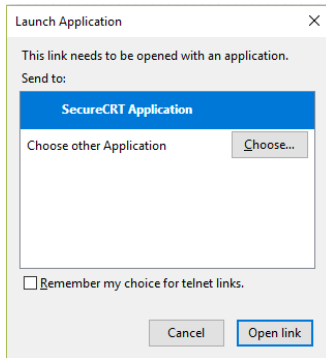 Launch Application
This link needs to be opened with an application.
Send to:
SecureCRT Application
Choose other Application
Choose...
Remember my choice for telnet links.
Cancel
Open link